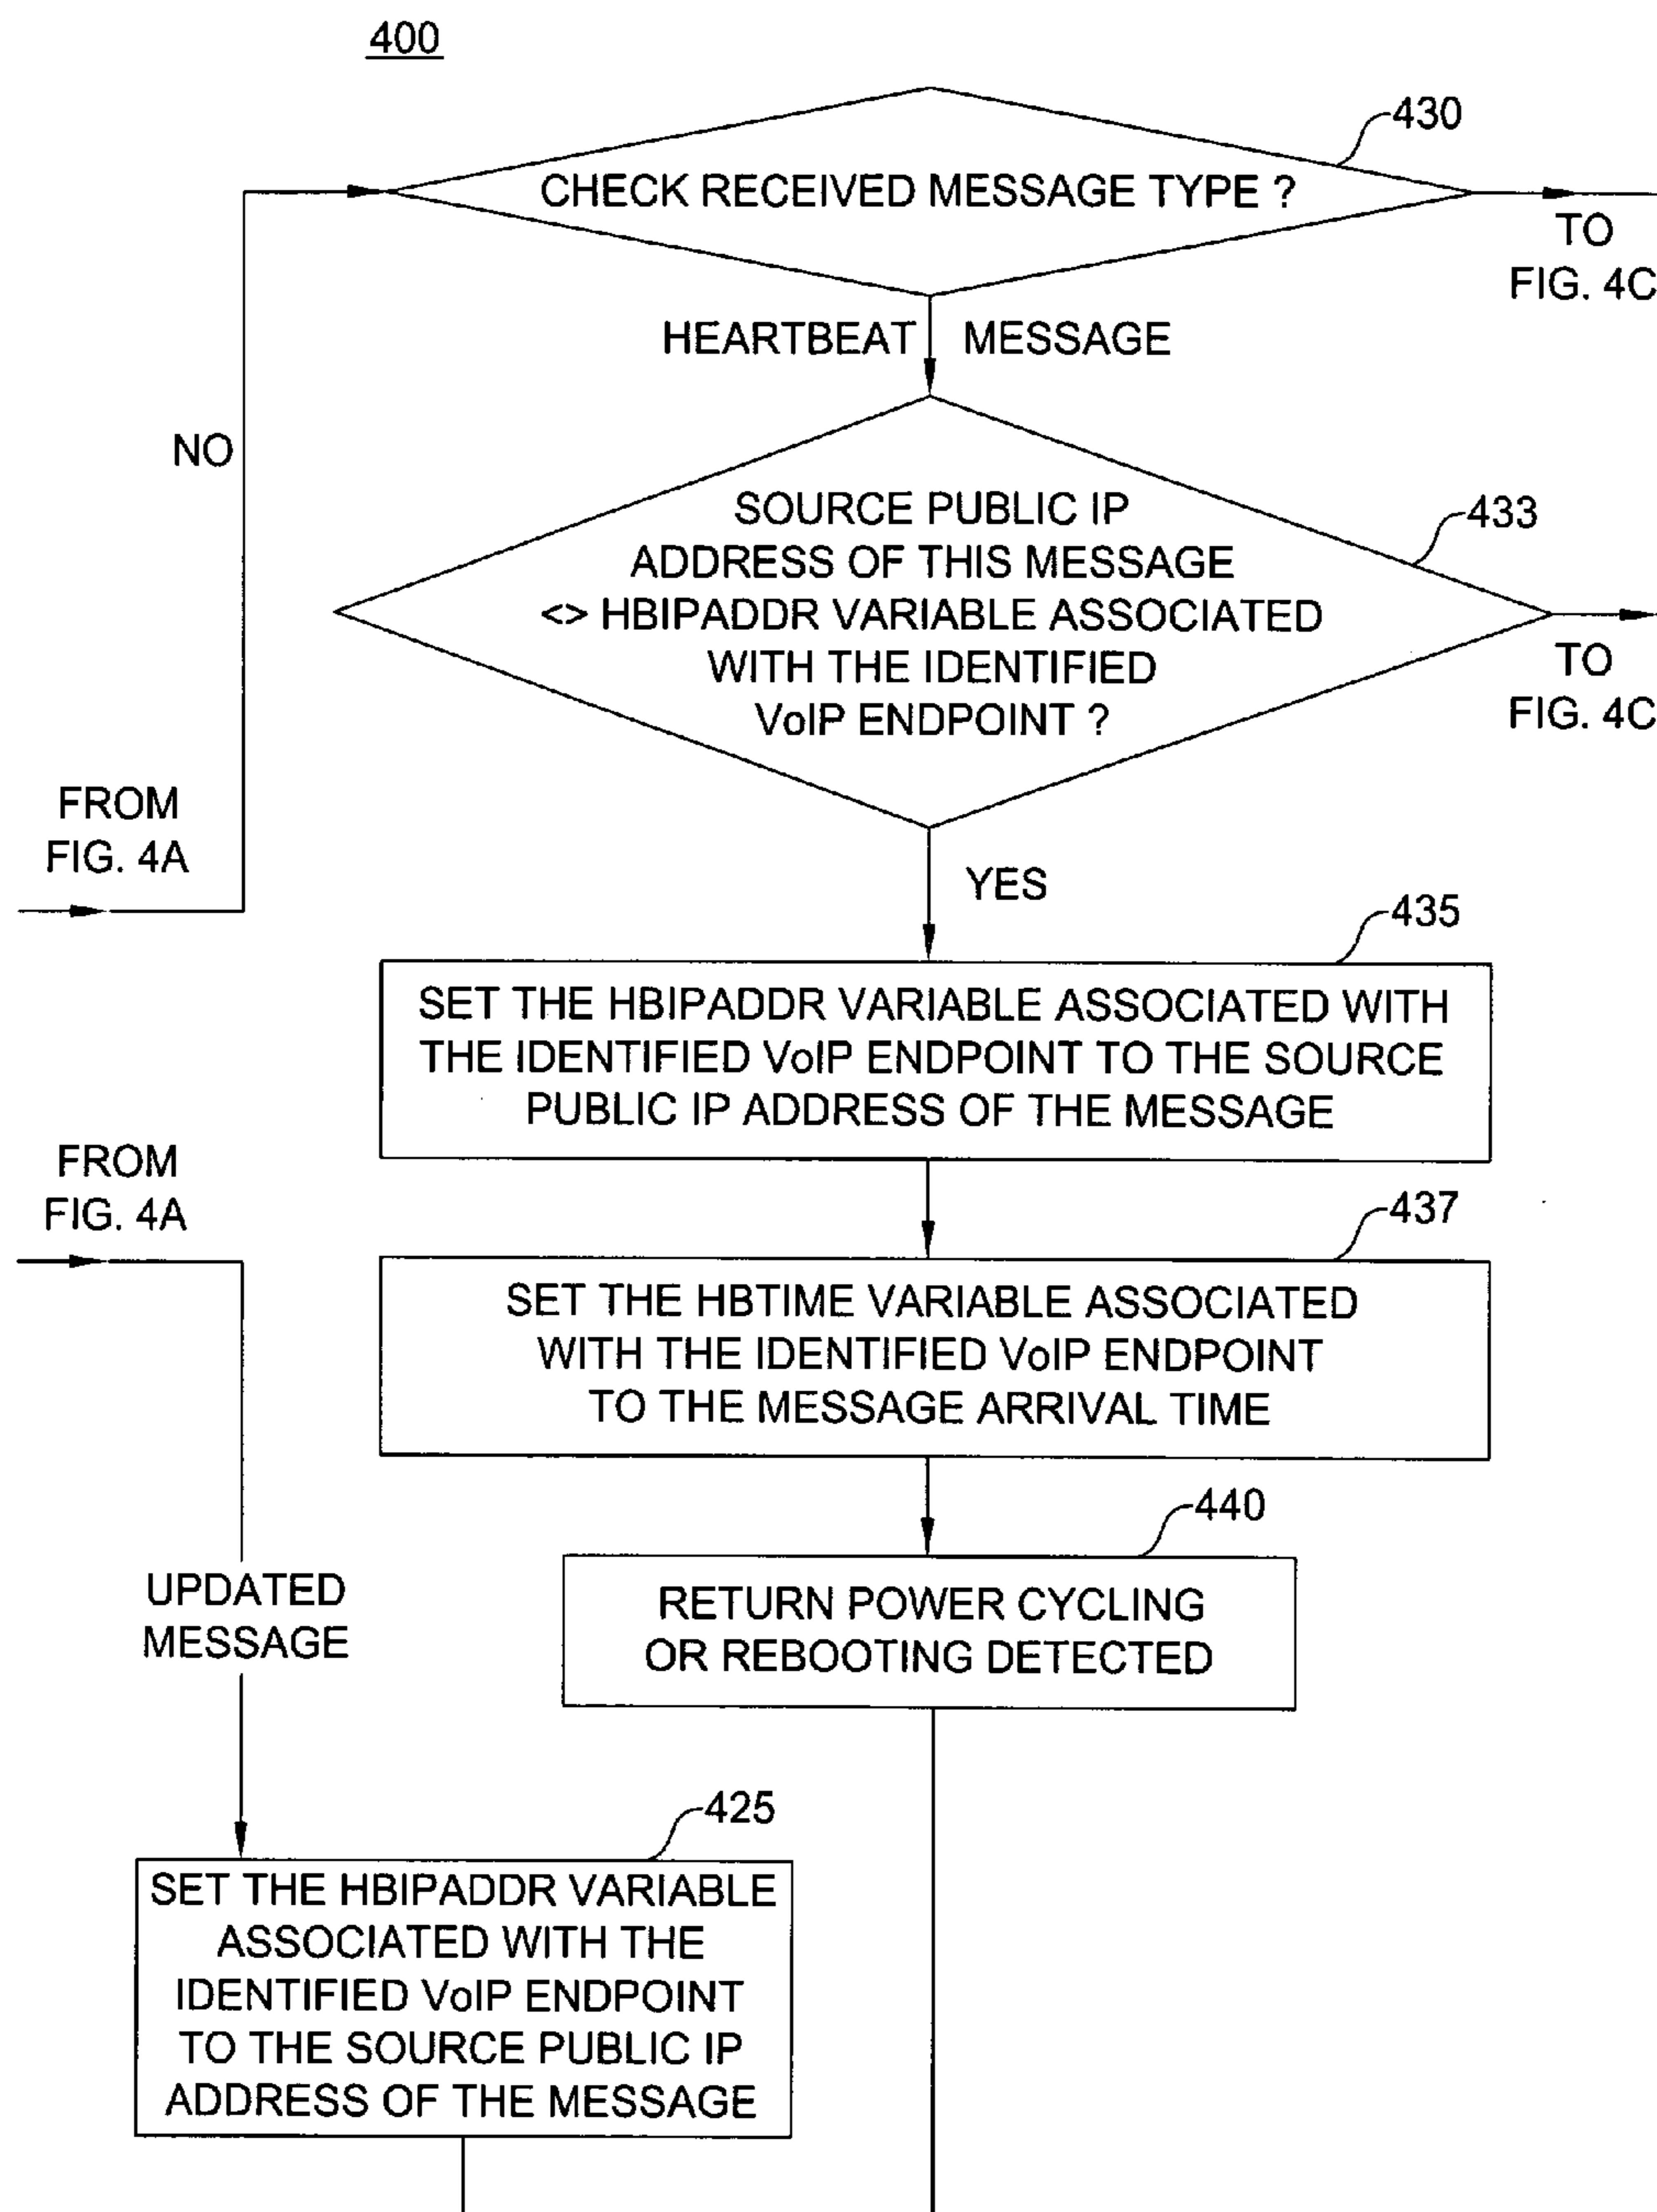 400
430
CHECK RECEIVED MESSAGE TYPE ?
TO
FIG. 4C
HEARTBEAT MESSAGE
NO
433
SOURCE PUBLIC IP
ADDRESS OF THIS MESSAGE
<> HBIPADDR VARIABLE ASSOCIATED
WITH THE IDENTIFIED
VoIP ENDPOINT ?
TO
FIG. 4C
FROM
FIG. 4A
YES
435
SET THE HBIPADDR VARIABLE ASSOCIATED WITH
THE IDENTIFIED VoIP ENDPOINT TO THE SOURCE
PUBLIC IP ADDRESS OF THE MESSAGE
FROM
FIG. 4A
437
SET THE HBTIME VARIABLE ASSOCIATED
WITH THE IDENTIFIED VoIP ENDPOINT
TO THE MESSAGE ARRIVAL TIME
440
RETURN POWER CYCLING
OR REBOOTING DETECTED
UPDATED
MESSAGE
425
SET THE HBIPADDR VARIABLE
ASSOCIATED WITH THE
IDENTIFIED VoIP ENDPOINT
TO THE SOURCE PUBLIC IP
ADDRESS OF THE MESSAGE